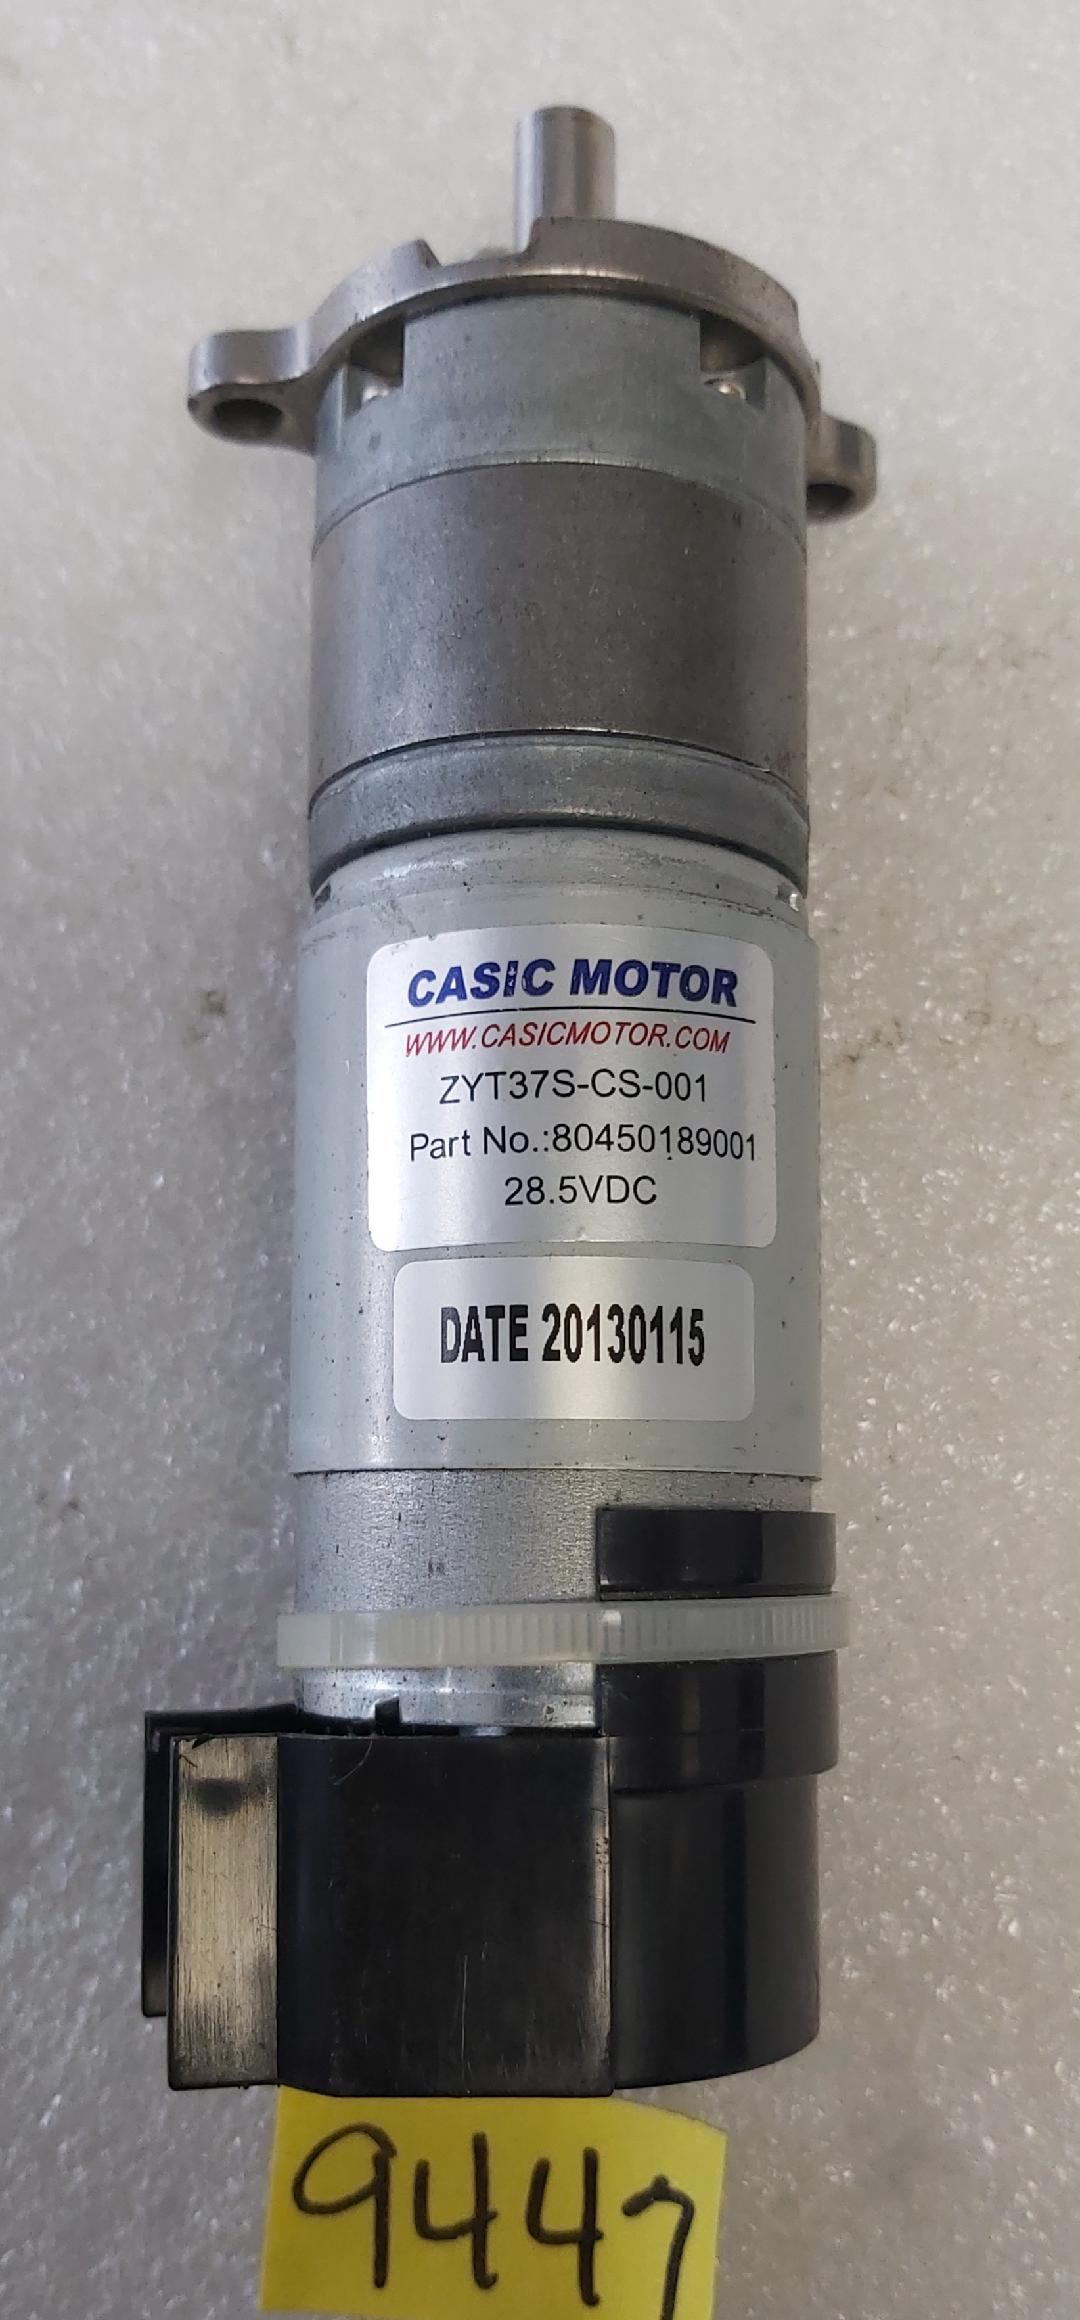 CASIC MOTOR
WWW.CASICMOTOR.COM
ZYT37S-CS-001
Part No.:80450189001
28.5VDC
DATE 20130115
9447